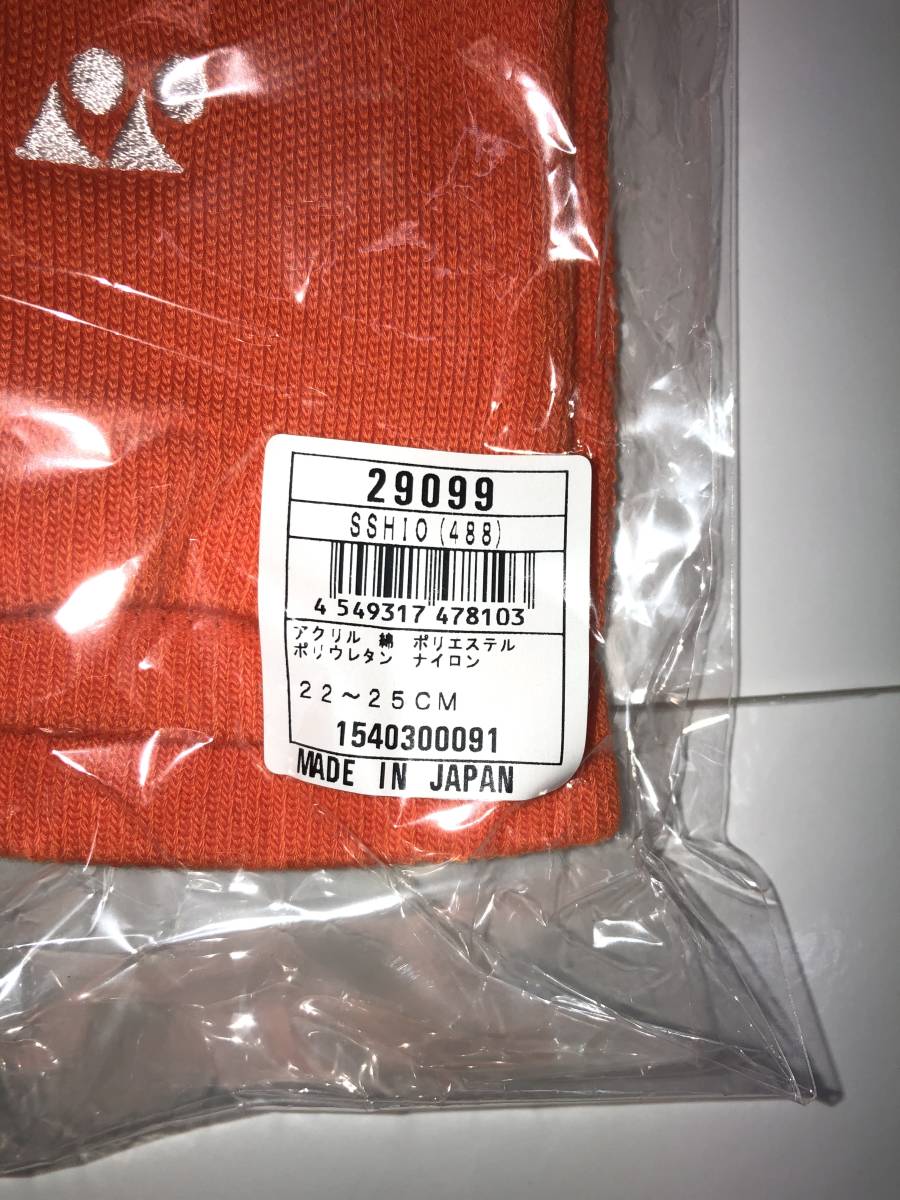 29099
SSHIO(488)
4 549317 478103
アクリル 綿 ポリエステル
ポリウレタン ナイロン
22～25CM
1540300091
MADE IN JAPAN